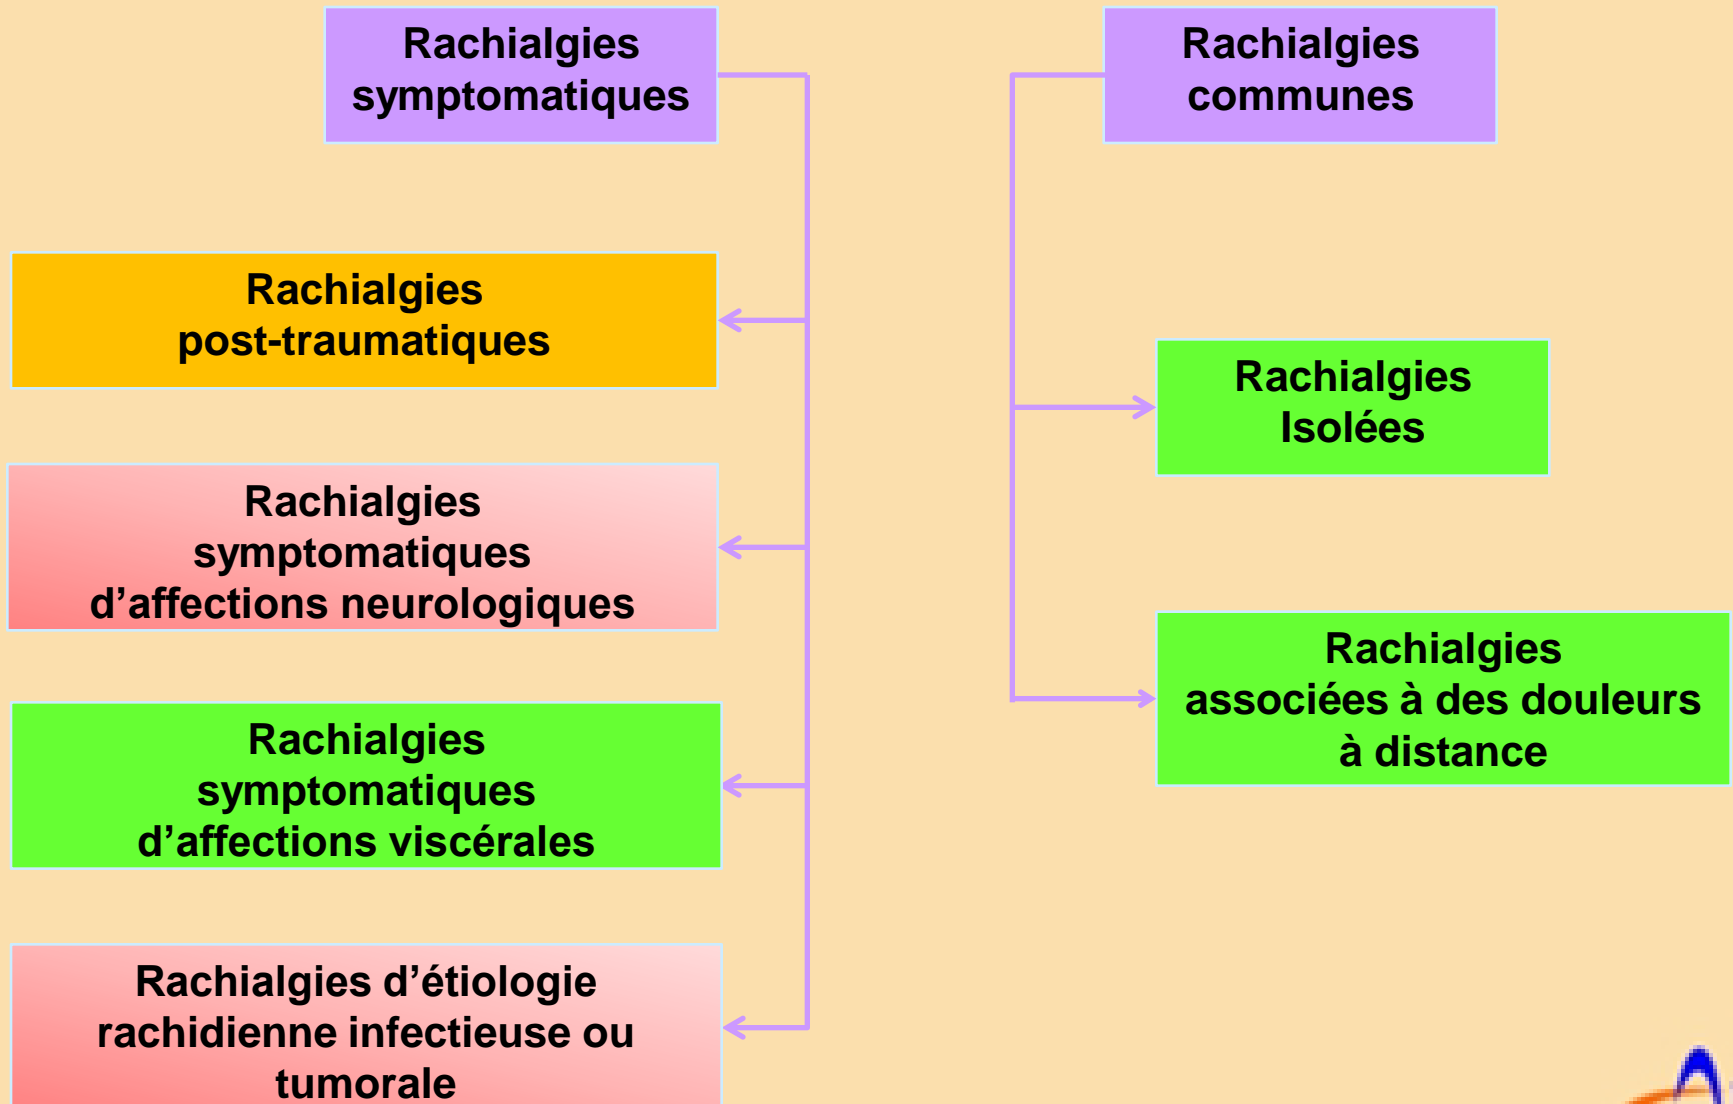 Rachialgies
symptomatiques
Rachialgies
communes
Rachialgies
post-traumatiques
Rachialgies
Isolées
Rachialgies
symptomatiques
d’affections neurologiques
Rachialgies
associées à des douleurs
à distance
Rachialgies
symptomatiques
d’affections viscérales
Rachialgies d’étiologie
rachidienne infectieuse ou
tumorale